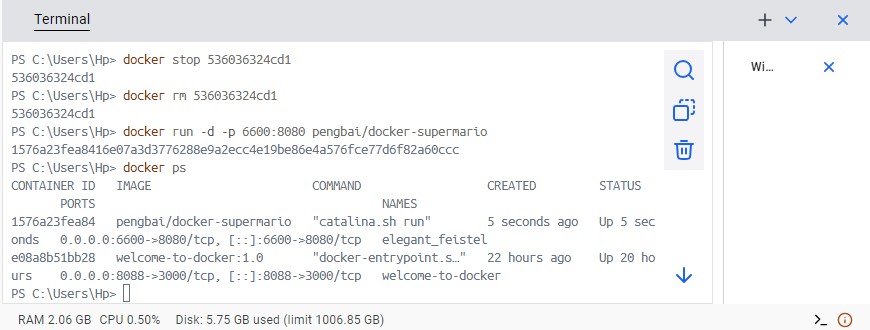 Terminal
PS C:\Users\Hp> docker stop 536036324cd1
536036324cd1
PS C:\Users\Hp> docker rm 536036324cd1
536036324cd1
PS C:\Users\Hp> docker run -d -p 6600:8080 pengbai/docker-supermario
1576a23fea8416e07a3d3776288e9a2ecc4e19be86e4a576fce77d6f82a60ccc
PS C:\Users\Hp> docker ps
CONTAINER ID   IMAGE                       COMMAND                  CREATED         STATUS
       PORTS                                         NAMES
1576a23fea84   pengbai/docker-supermario   "catalina.sh run"        5 seconds ago   Up 5 sec
onds   0.0.0.0:6600->8080/tcp, [::]:6600->8080/tcp   elegant_feistel
e08a8b51bb28   welcome-to-docker:1.0       "docker-entrypoint.s…"   22 hours ago    Up 20 ho
urs    0.0.0.0:8088->3000/tcp, [::]:8088->3000/tcp   welcome-to-docker
PS C:\Users\Hp>
Wi...
RAM 2.06 GB CPU 0.50% Disk: 5.75 GB used (limit 1006.85 GB)